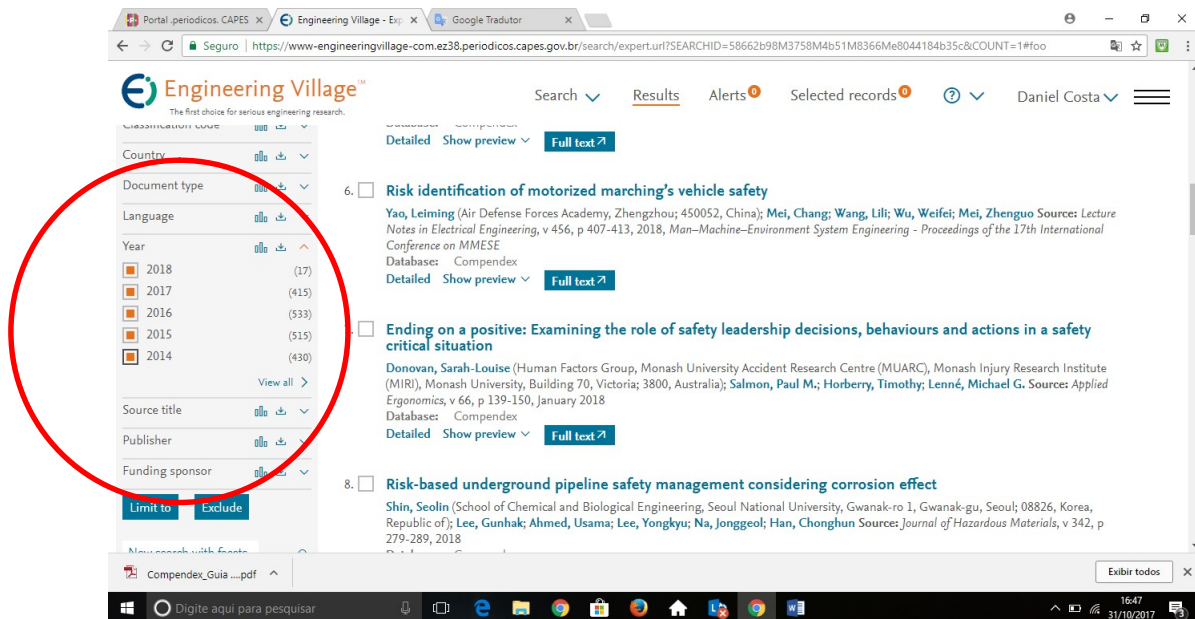 Portal .periodicos. CAPES
Engineering Village - Exp
Google Tradutor
Seguro
https://www-engineeringvillage-com.ez38.periodicos.capes.gov.br/search/expert.url?SEARCHID=58662b98M3758M4b51M8366Me8044184b35c&COUNT=1#foo
Engineering Village™
The first choice for serious engineering research.
Search
Results
Alerts 0
Selected records 0
Daniel Costa
Classification code
Country
Document type
Language
Year
2018 (17)
2017 (415)
2016 (533)
2015 (515)
2014 (430)
View all
Source title
Publisher
Funding sponsor
Limit to
Exclude
New search with facets
Database: Compendex
Detailed Show preview Full text
6. Risk identification of motorized marching's vehicle safety
Yao, Leiming (Air Defense Forces Academy, Zhengzhou; 450052, China); Mei, Chang; Wang, Lili; Wu, Weifei; Mei, Zhenguo Source: Lecture
Notes in Electrical Engineering, v 456, p 407-413, 2018, Man–Machine–Environment System Engineering - Proceedings of the 17th International
Conference on MMESE
Database: Compendex
Detailed Show preview Full text
Ending on a positive: Examining the role of safety leadership decisions, behaviours and actions in a safety
critical situation
Donovan, Sarah-Louise (Human Factors Group, Monash University Accident Research Centre (MUARC), Monash Injury Research Institute
(MIRI), Monash University, Building 70, Victoria; 3800, Australia); Salmon, Paul M.; Horberry, Timothy; Lenné, Michael G. Source: Applied
Ergonomics, v 66, p 139-150, January 2018
Database: Compendex
Detailed Show preview Full text
8. Risk-based underground pipeline safety management considering corrosion effect
Shin, Seolin (School of Chemical and Biological Engineering, Seoul National University, Gwanak-ro 1, Gwanak-gu, Seoul; 08826, Korea,
Republic of); Lee, Gunhak; Ahmed, Usama; Lee, Yongkyu; Na, Jonggeol; Han, Chonghun Source: Journal of Hazardous Materials, v 342, p
279-289, 2018
Compendex_Guia ....pdf
Exibir todos
Digite aqui para pesquisar
16:47
31/10/2017